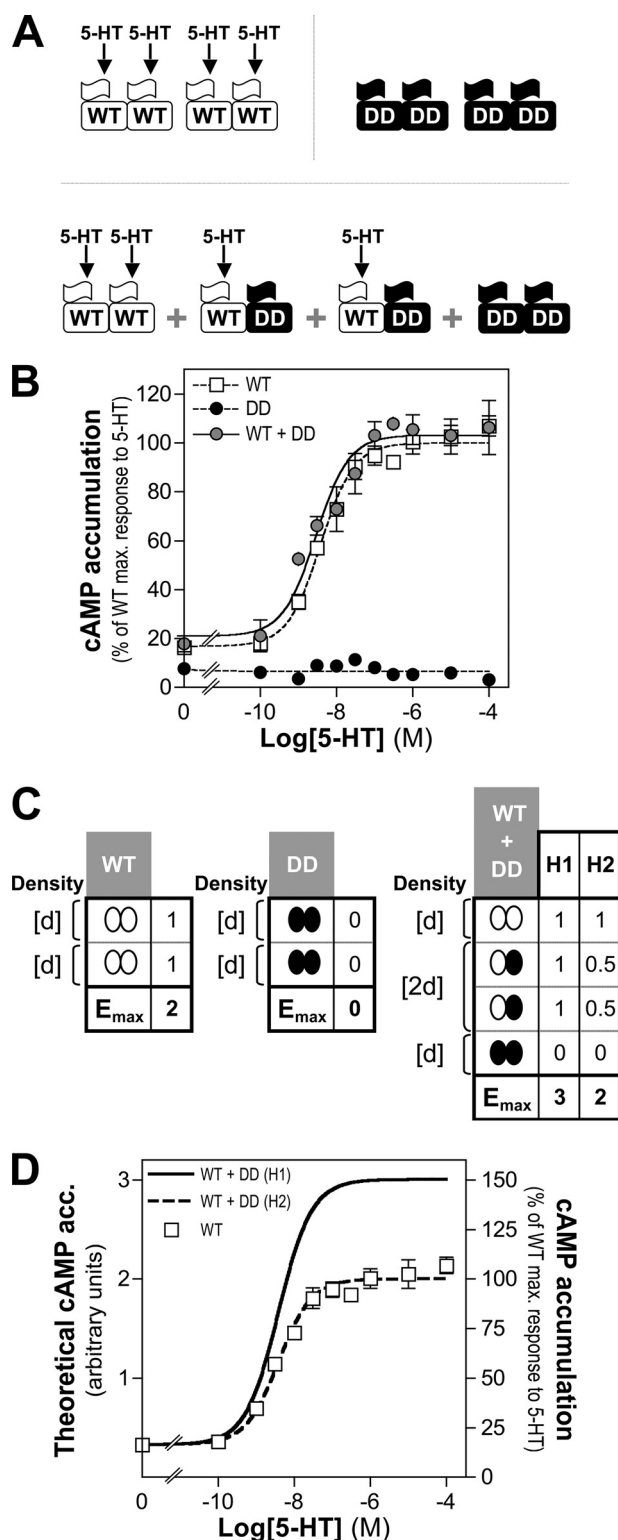 A
5-HT 5-HT 5-HT 5-HT
WT WT WT WT DD DD DD DD
5-HT 5-HT 5-HT 5-HT
WT WT + WT DD + WT DD + DD DD
B
cAMP accumulation
(% of WT max. response to 5-HT)
120
100
80
60
40
20
0
WT
DD
WT + DD
0 -10 -8 -6 -4
Log[5-HT] (M)
C
Density WT
[d] 1
[d] 1
Emax 2
Density DD
[d] 0
[d] 0
Emax 0
Density WT + DD H1 H2
[d] 1 1
[2d] 1 0.5
1 0.5
[d] 0 0
Emax 3 2
D
Theoretical cAMP acc.
(arbitrary units)
3
2
1
WT + DD (H1)
WT + DD (H2)
WT
150
125
100
75
50
25
0
cAMP accumulation
(% of WT max. response to 5-HT)
0 -10 -8 -6 -4
Log[5-HT] (M)